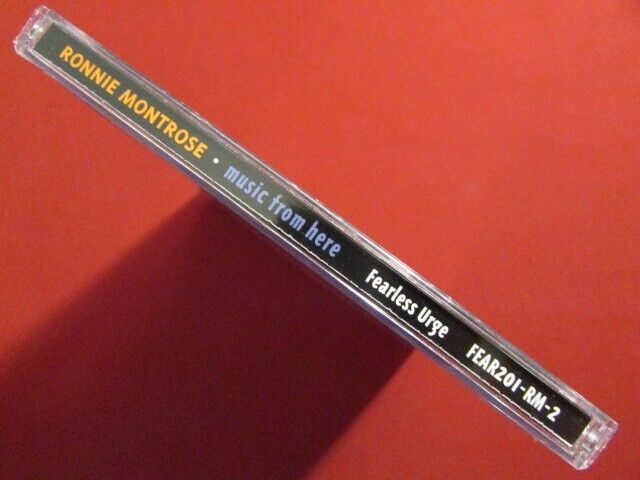 RONNIE MONTROSE • music from here Fearless Urge FEAR201-RM-2